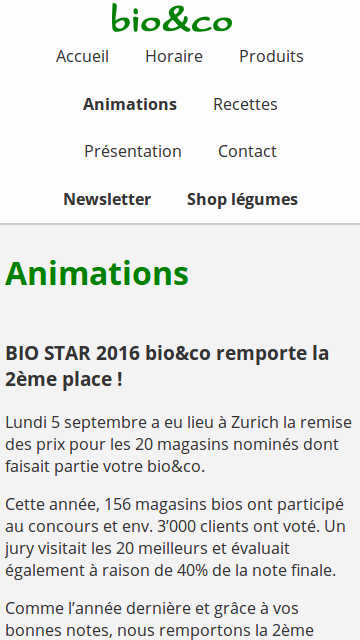 bio&co
Accueil Horaire Produits
Animations Recettes
Présentation Contact
Newsletter Shop légumes
Animations
BIO STAR 2016 bio&co remporte la
2ème place !
Lundi 5 septembre a eu lieu à Zurich la remise
des prix pour les 20 magasins nominés dont
faisait partie votre bio&co.
Cette année, 156 magasins bios ont participé
au concours et env. 3’000 clients ont voté. Un
jury visitait les 20 meilleurs et évaluait
également à raison de 40% de la note finale.
Comme l’année dernière et grâce à vos
bonnes notes, nous remportons la 2ème